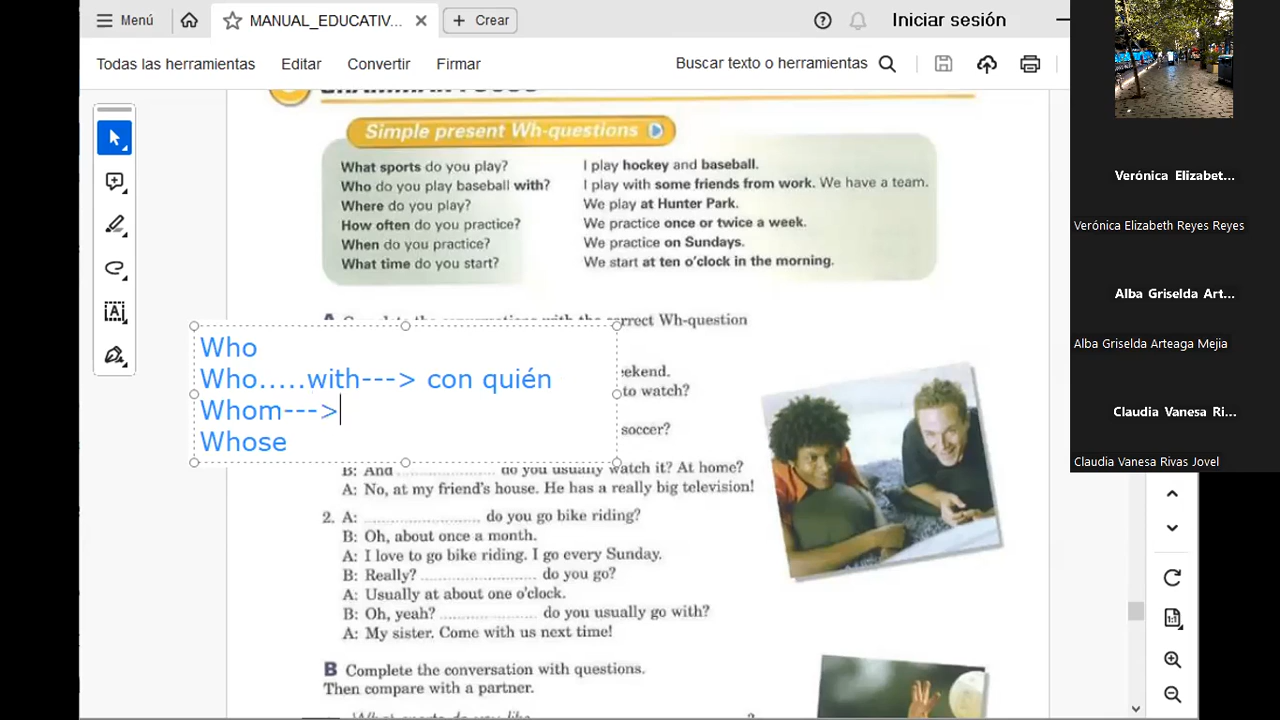 Menú
MANUAL_EDUCATIV...
Crear
Iniciar sesión
Todas las herramientas
Editar
Convertir
Firmar
Buscar texto o herramientas
Simple present Wh-questions
What sports do you play?
I play hockey and baseball.
Who do you play baseball with?
I play with some friends from work. We have a team.
Where do you play?
We play at Hunter Park.
How often do you practice?
We practice once or twice a week.
When do you practice?
We practice on Sundays.
What time do you start?
We start at ten o'clock in the morning.
Who
Who.....with---> con quién
Whom--->
Whose
to watch?
soccer?
B: And .................... do you usually watch it? At home?
A: No, at my friend's house. He has a really big television!
2. A: .................... do you go bike riding?
B: Oh, about once a month.
A: I love to go bike riding. I go every Sunday.
B: Really? .................... do you go?
A: Usually at about one o'clock.
B: Oh, yeah? .................... do you usually go with?
A: My sister. Come with us next time!
B Complete the conversation with questions.
Then compare with a partner.
Verónica Elizabet...
Verónica Elizabeth Reyes Reyes
Alba Griselda Art...
Alba Griselda Arteaga Mejia
Claudia Vanesa Ri...
Claudia Vanesa Rivas Jovel